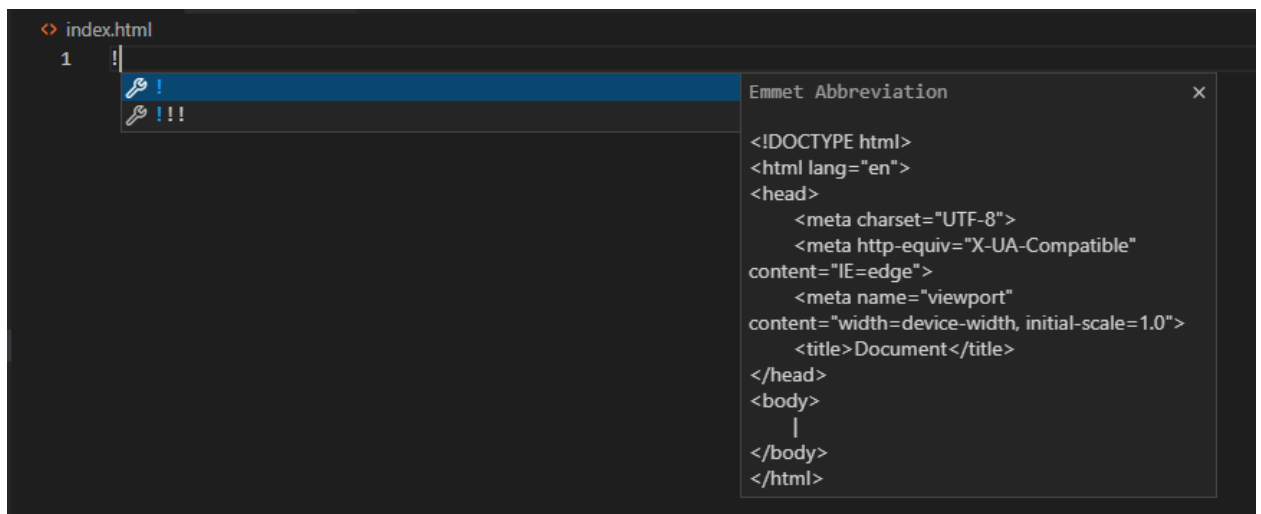 index.html
1 !
!
!!!
Emmet Abbreviation
<!DOCTYPE html>
<html lang="en">
<head>
<meta charset="UTF-8">
<meta http-equiv="X-UA-Compatible"
content="IE=edge">
<meta name="viewport"
content="width=device-width, initial-scale=1.0">
<title>Document</title>
</head>
<body>
|
</body>
</html>